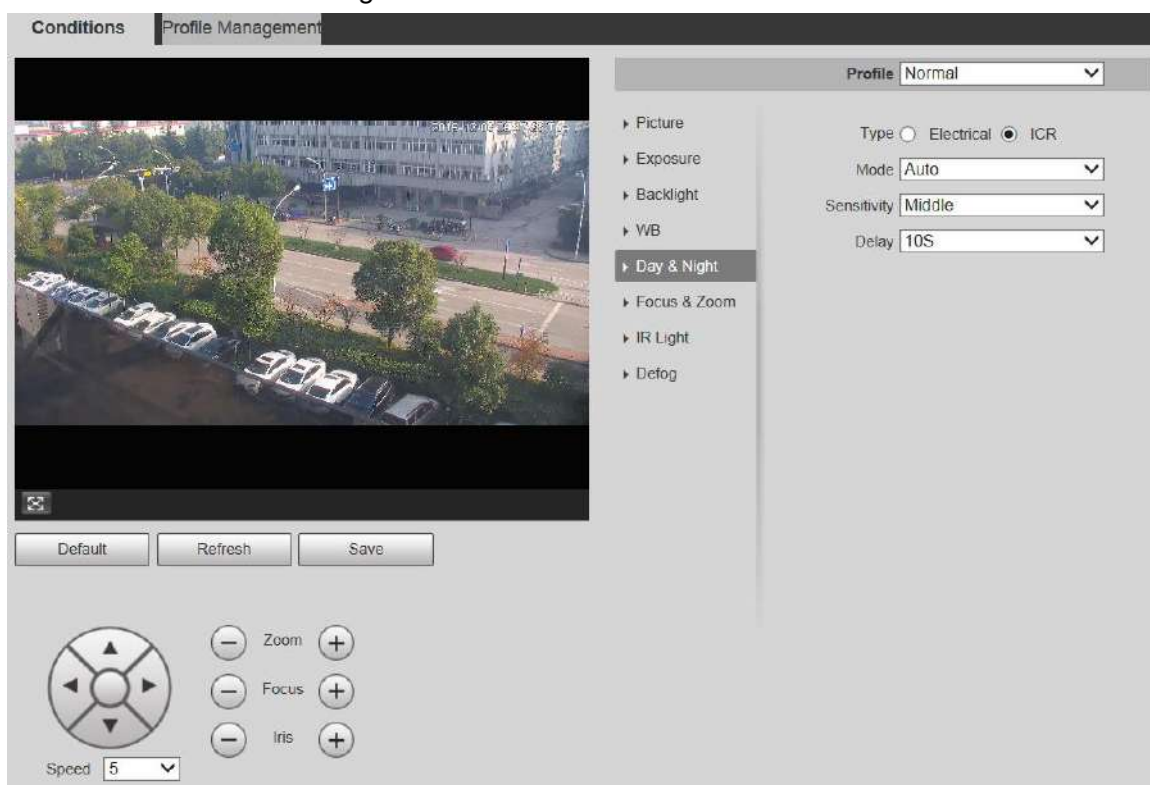 Conditions Profile Management
Profile Normal
Picture
Exposure
Backlight
WB
Day & Night
Focus & Zoom
IR Light
Defog
Type Electrical ICR
Mode Auto
Sensitivity Middle
Delay 10S
Default Refresh Save
Zoom
Focus
Iris
Speed 5